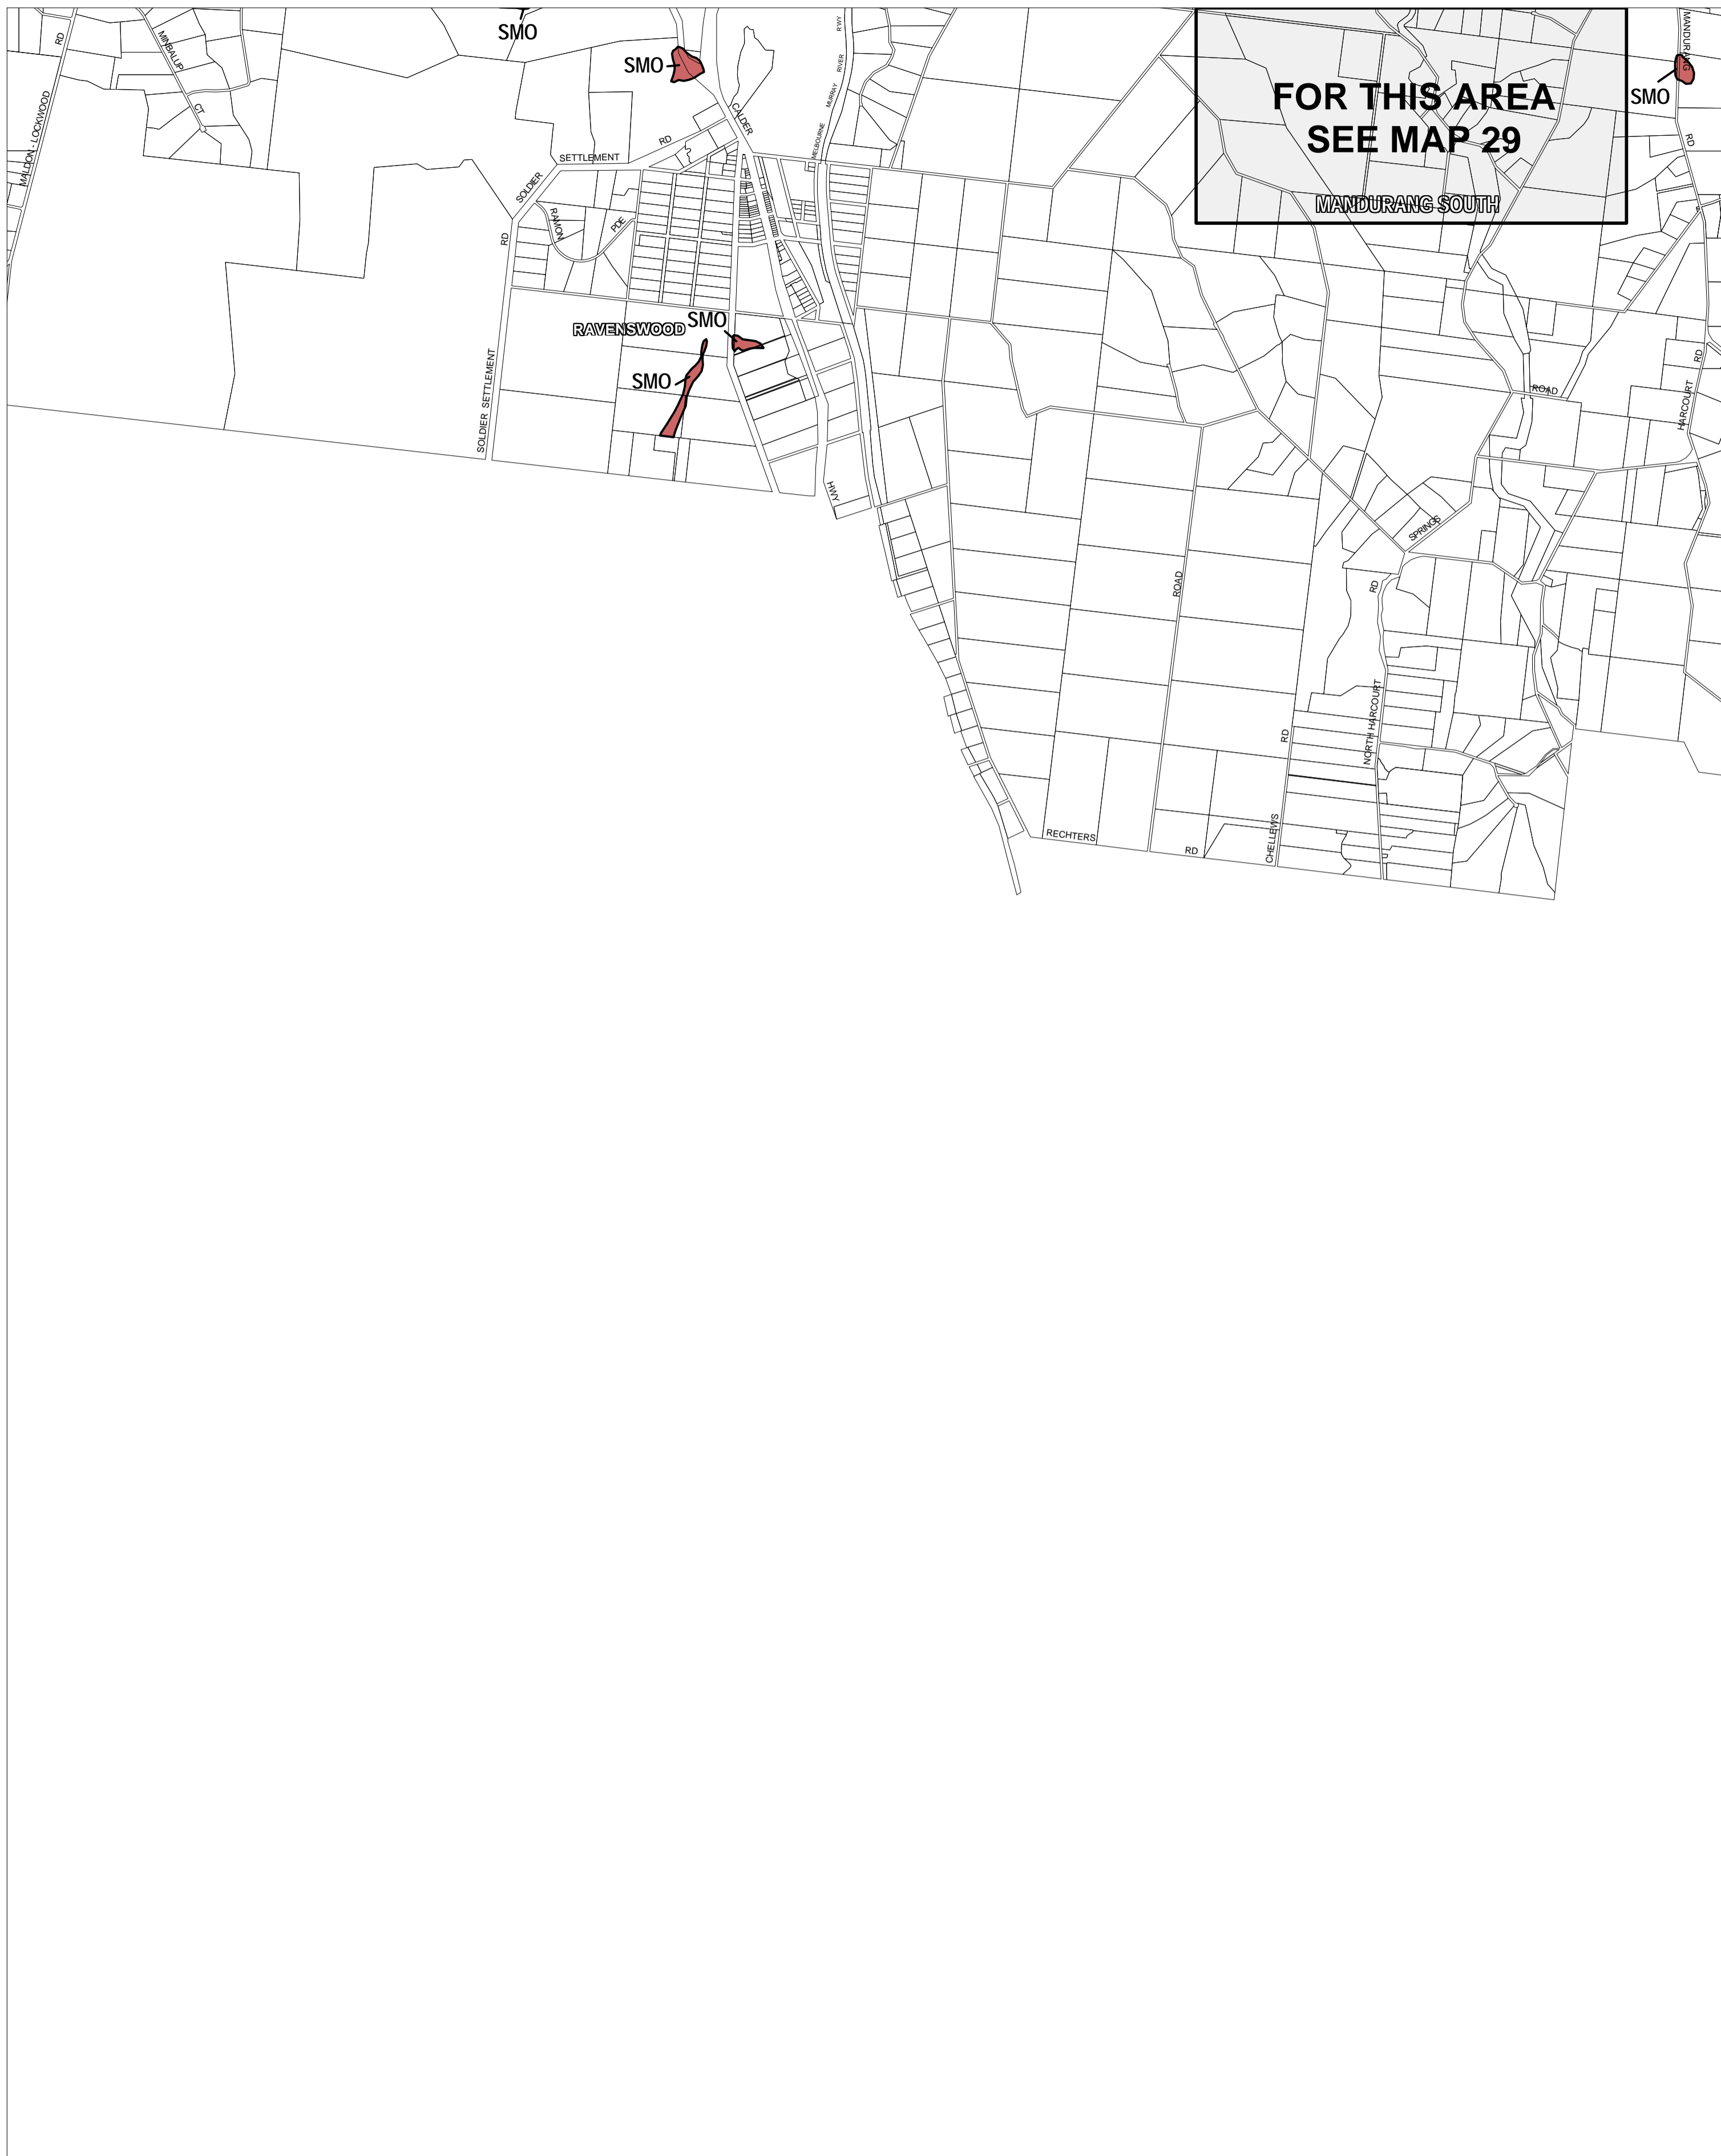 SMO
RD
MINBALUP
CT
MALDON - LOCKWOOD
SMO
CALDER
RWY
RIVER
MURRAY
MELBOURNE
FOR THIS AREA
SEE MAP 29
MANDURANG SOUTH
MANDURANG
SMO
RD
SETTLEMENT
RD
SOLDIER
RAMON
PDE
RD
RAVENSWOOD
SMO
SMO
SOLDIER SETTLEMENT
HWY
ROAD
RD
HARCOURT
SPRINGS
ROAD
RD
NORTH HARCOURT
RD
CHELLEWS
RECHTERS
RD